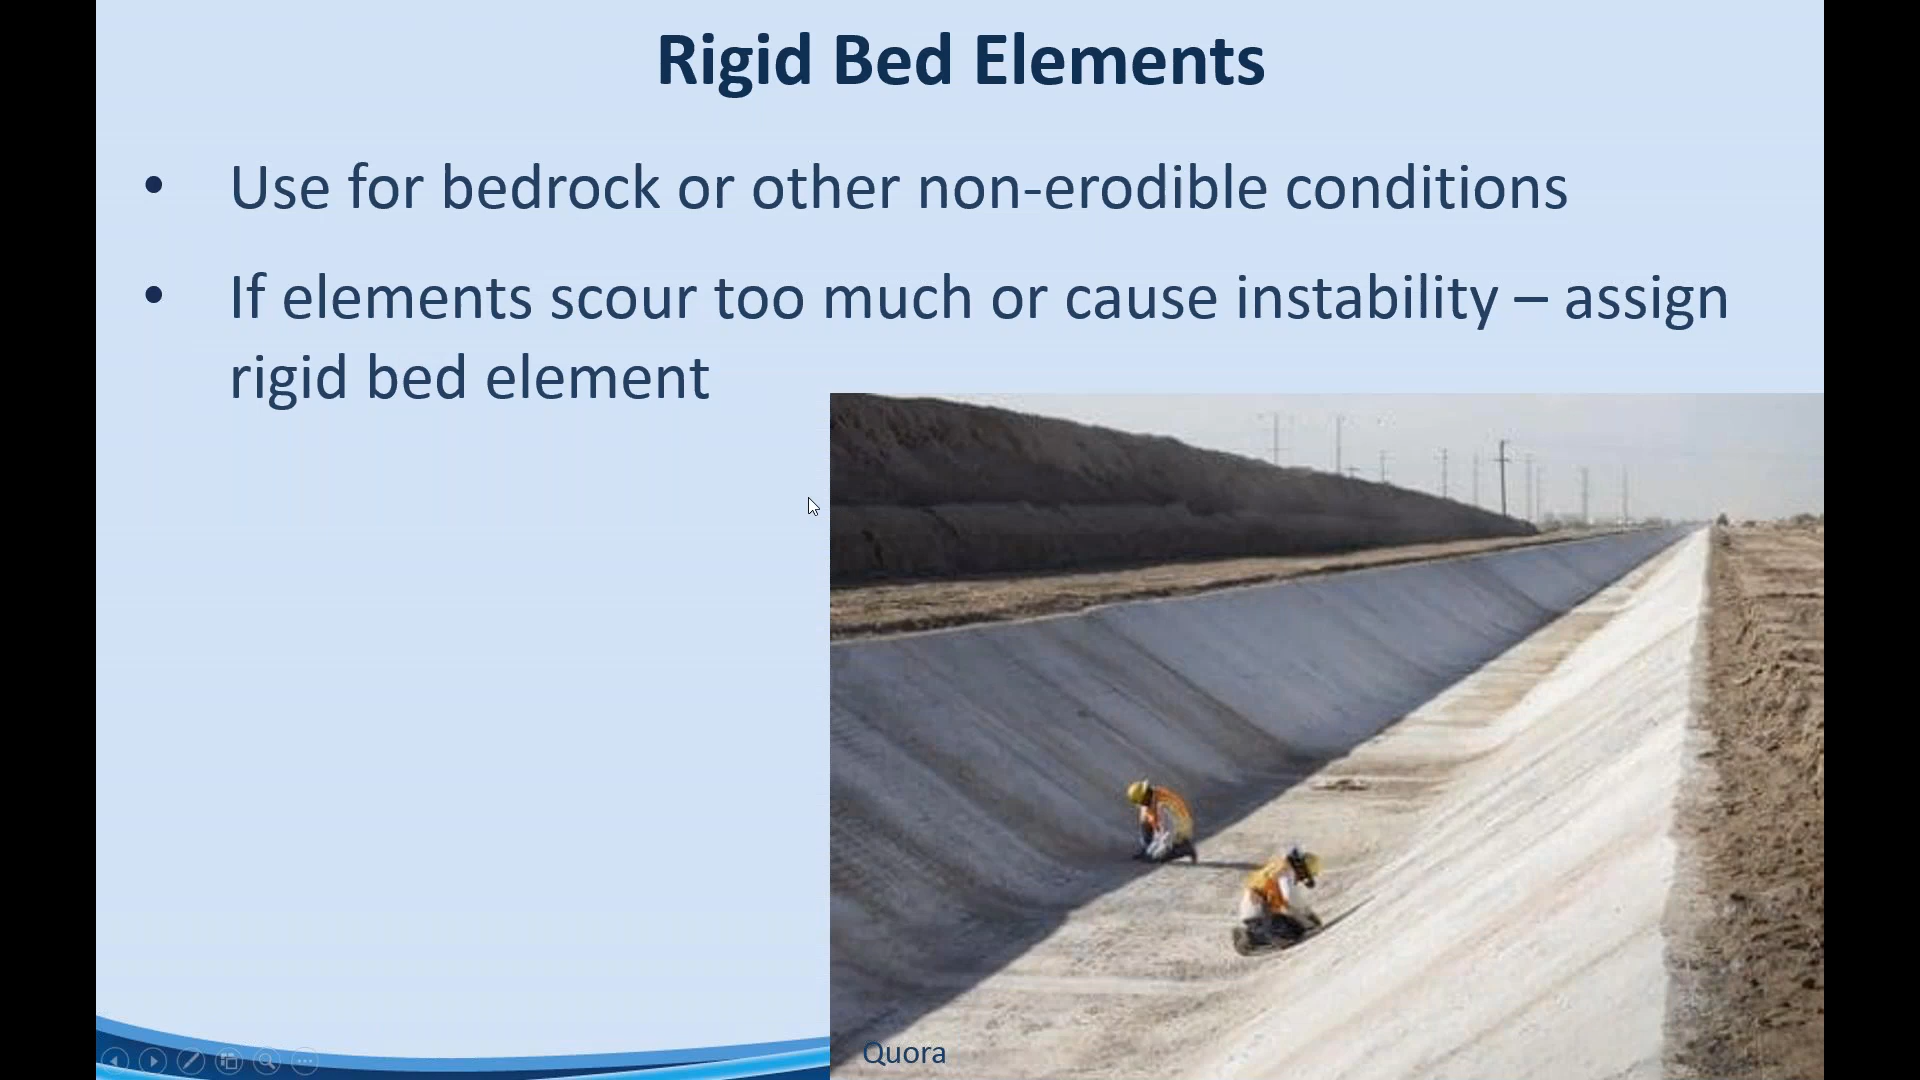 Rigid Bed Elements
• Use for bedrock or other non-erodible conditions
• If elements scour too much or cause instability – assign
rigid bed element
Quora